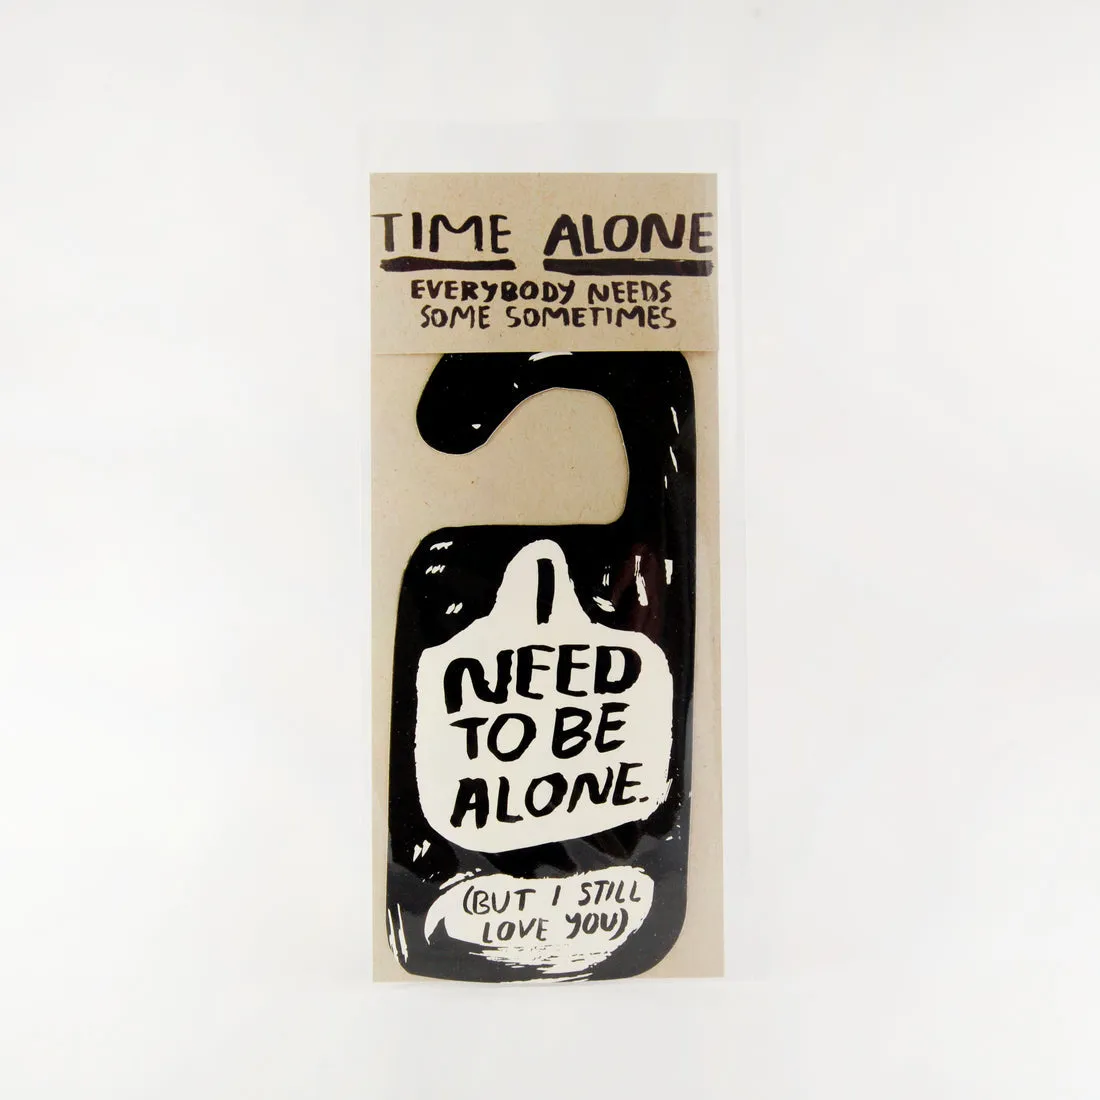 TIME ALONE
EVERYBODY NEEDS
SOME SOMETIMES
I
NEED
TO BE
ALONE.
(BUT I STILL
LOVE YOU)